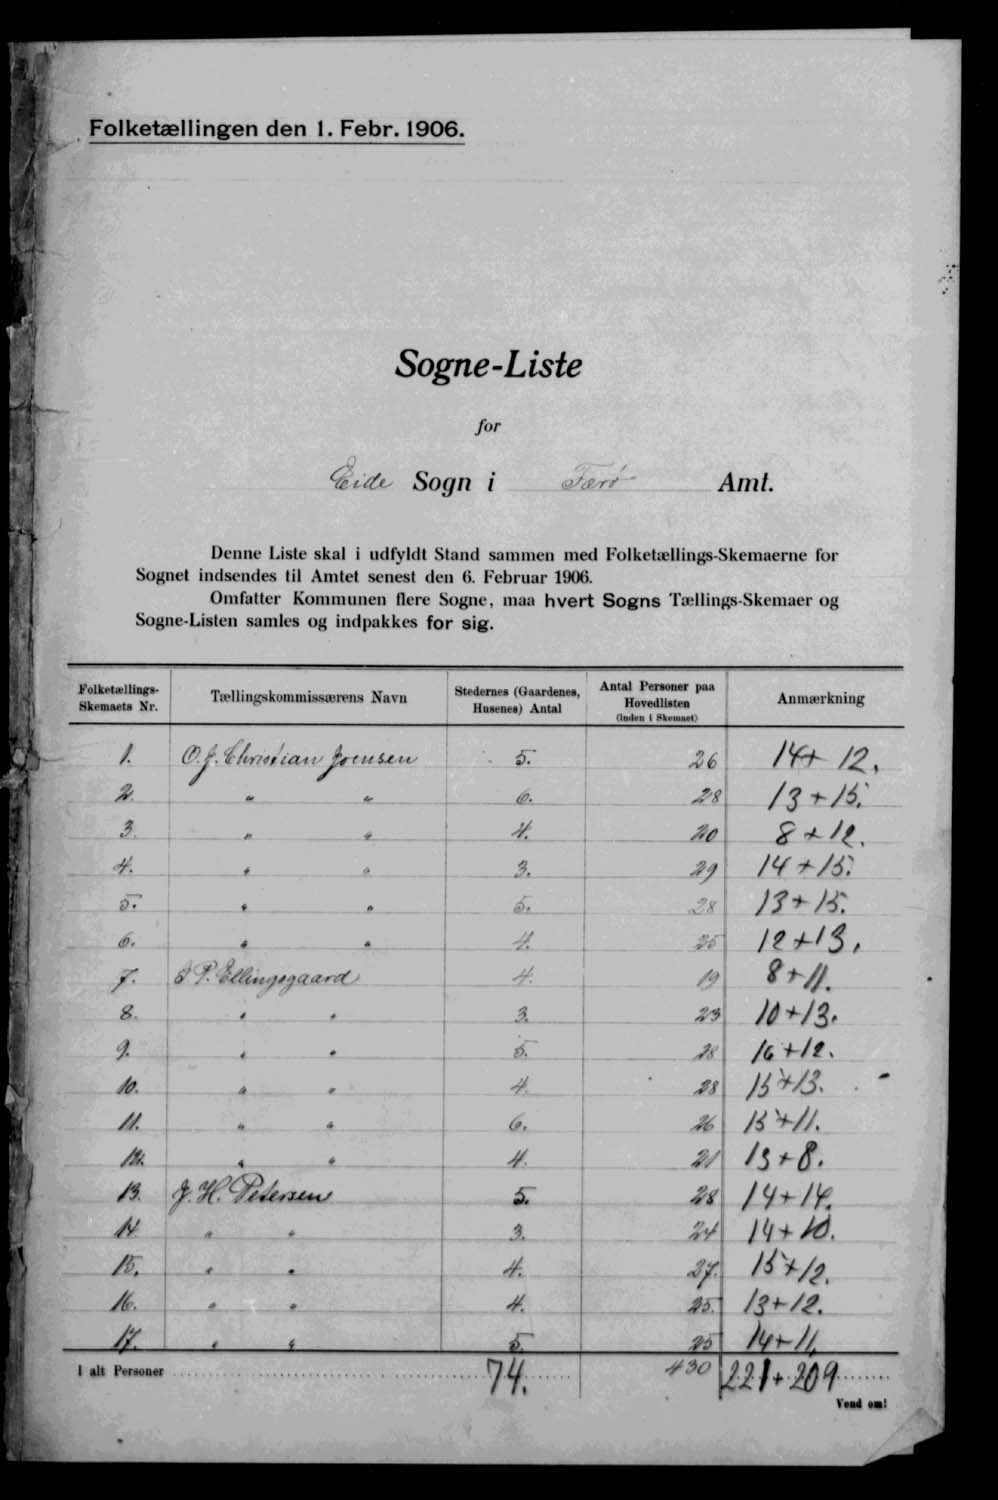 Folketællingen den 1. Febr. 1906.
Sogne-Liste
for
Eide Sogn i Færø Amt.
Denne Liste skal i udfyldt Stand sammen med Folketællings-Skemaerne for
Sognet indsendes til Amtet senest den 6. Februar 1906.
Omfatter Kommunen flere Sogne, maa hvert Sogns Tællings-Skemaer og
Sogne-Listen samles og indpakkes for sig.
Folketællings-Skemaets Nr. Tællingskommissærens Navn Stedernes (Gaardenes, Husenes) Antal Antal Personer paa Hovedlisten (inden i Skemaet) Anmærkning
1. O. J. Christian Joensen 5. 26 14+12.
2. " " 6. 28 13+15.
3. " " 4. 20 8+12.
4. " " 3. 29 14+15.
5. " " 5. 28 13+15.
6. " " 4. 25 12+13.
7. J P. Ellingsgaard 4. 19 8+11.
8. " " 3. 23 10+13.
9. " " 5. 28 16+12.
10. " " 4. 28 15+13.
11. " " 6. 26 15+11.
12. " " 4. 21 13+8.
13. J. H. Petersen 5. 28 14+14.
14. " " 3. 24 14+10.
15. " " 4. 27. 15+12.
16. " " 4. 25. 13+12.
17. " " 5. 25 14+11.
I alt Personer 74. 430 221+209
Vend om!